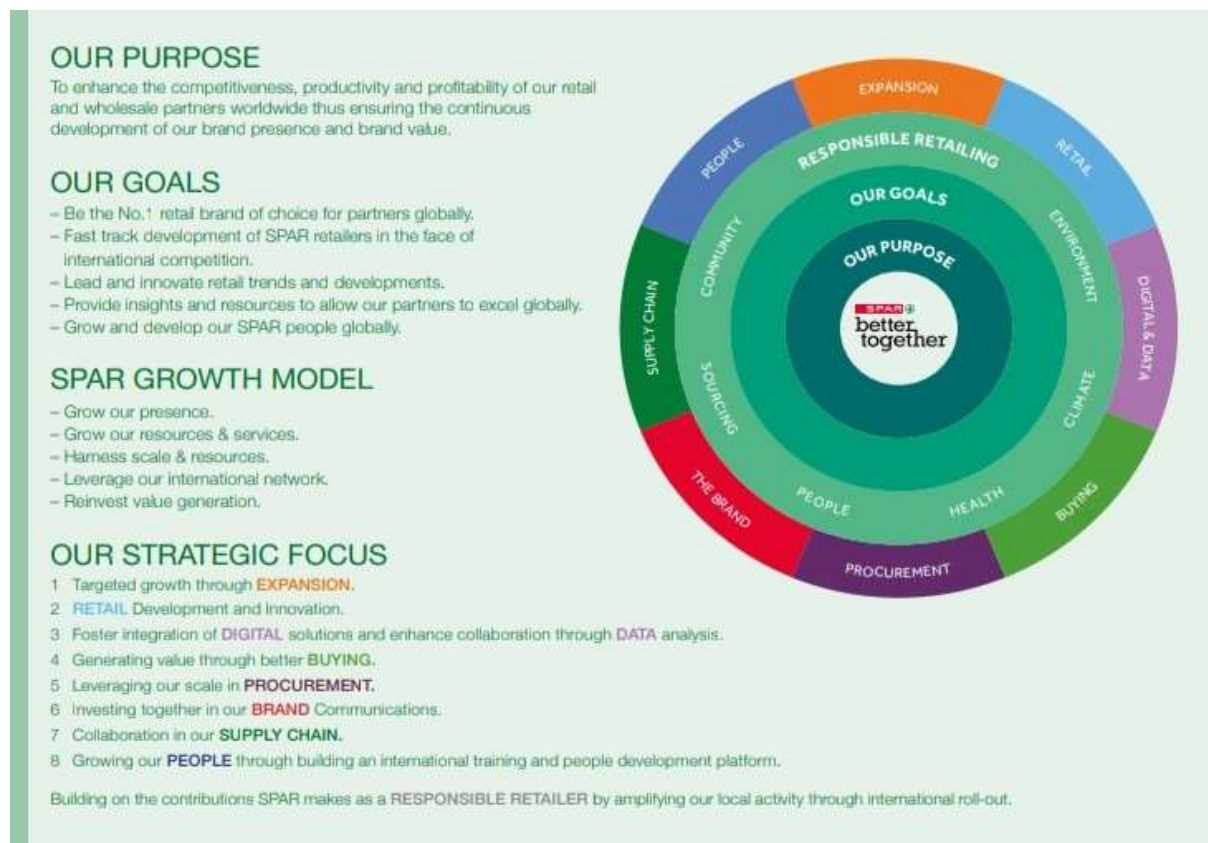 OUR PURPOSE
To enhance the competitiveness, productivity and profitability of our retail
and wholesale partners worldwide thus ensuring the continuous
development of our brand presence and brand value.
OUR GOALS
– Be the No.1 retail brand of choice for partners globally.
– Fast track development of SPAR retailers in the face of
international competition.
– Lead and innovate retail trends and developments.
– Provide insights and resources to allow our partners to excel globally.
– Grow and develop our SPAR people globally.
SPAR GROWTH MODEL
– Grow our presence.
– Grow our resources & services.
– Harness scale & resources.
– Leverage our international network.
– Reinvest value generation.
OUR STRATEGIC FOCUS
1 Targeted growth through EXPANSION.
2 RETAIL Development and Innovation.
3 Foster integration of DIGITAL solutions and enhance collaboration through DATA analysis.
4 Generating value through better BUYING.
5 Leveraging our scale in PROCUREMENT.
6 Investing together in our BRAND Communications.
7 Collaboration in our SUPPLY CHAIN.
8 Growing our PEOPLE through building an international training and people development platform.
Building on the contributions SPAR makes as a RESPONSIBLE RETAILER by amplifying our local activity through international roll-out.
EXPANSION
RETAIL
DIGITAL & DATA
BUYING
PROCUREMENT
THE BRAND
SUPPLY CHAIN
PEOPLE
RESPONSIBLE RETAILING
ENVIRONMENT
CLIMATE
HEALTH
PEOPLE
SOURCING
COMMUNITY
OUR GOALS
OUR PURPOSE
SPAR
better
together